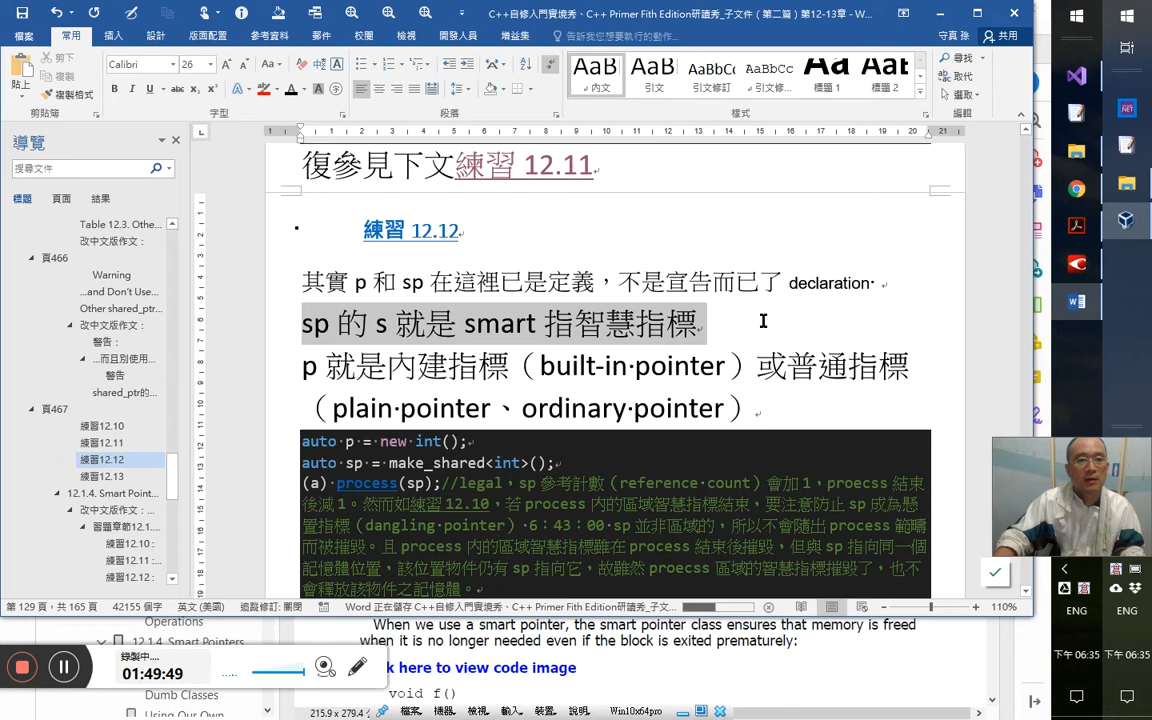 C++自修入門實境秀、C++ Primer Fith Edition研讀秀_子文件（第二篇）第12-13章 - W...
檔案
常用
插入
設計
版面配置
參考資料
郵件
校閱
檢視
開發人員
增益集
告訴我您想要執行的動作...
守真 孫
共用
貼上
剪下
複製
複製格式
剪貼簿
Calibri
26
字型
段落
AaB
AaB
AaBbC
AaBbC
AaB
AaB
內文
引文
引文修訂
引文修...
標題 1
標題 2
樣式
尋找
取代
選取
編輯
導覽
搜尋文件
標題
頁面
結果
Table 12.3. Othe...
改中文版作文：
頁466
Warning
...and Don't Use...
Other shared_ptr...
警告：
...而且別使用...
警告
shared_ptr的...
頁467
練習12.10
練習12.11
練習12.12
練習12.13
12.1.4. Smart Point...
改中文版作文：...
習題章節12.1...
練習12.10：
練習12.11：
練習12.12：
復參見下文練習 12.11
練習 12.12
其實 p 和 sp 在這裡已是定義，不是宣告而已了 declaration
sp 的 s 就是 smart 指智慧指標
p 就是內建指標（built-in pointer）或普通指標
（plain pointer、ordinary pointer）
auto p = new int();
auto sp = make_shared<int>();
(a) process(sp);//legal，sp 參考計數（reference count）會加 1，proecss 結束
後減 1。然而如練習 12.10，若 process 內的區域智慧指標結束，要注意防止 sp 成為懸
置指標（dangling pointer） 6：43：00 sp 並非區域的，所以不會隨出 process 範疇
而被摧毀。且 process 內的區域智慧指標雖在 process 結束後摧毀，但與 sp 指向同一個
記憶體位置，該位置物件仍有 sp 指向它，故雖然 proecss 區域的智慧指標摧毀了，也不
會釋放該物件之記憶體。
第 129 頁，共 165 頁
42155 個字
英文 (美國)
追蹤修訂: 關閉
Word 正在儲存 C++自修入門實境秀、C++ Primer Fith Edition研讀秀_子文...
110%
Operations
12.1.4. Smart Pointers
Dumb Classes
Using Our Own
When we use a smart pointer, the smart pointer class ensures that memory is freed
when it is no longer needed even if the block is exited prematurely:
k here to view code image
void f()
215.9 x 279.4
錄製中...
01:49:49
檔案
機器
檢視
輸入
裝置
說明
Win10x64pro
ENG
ENG
下午 06:35
下午 06:35